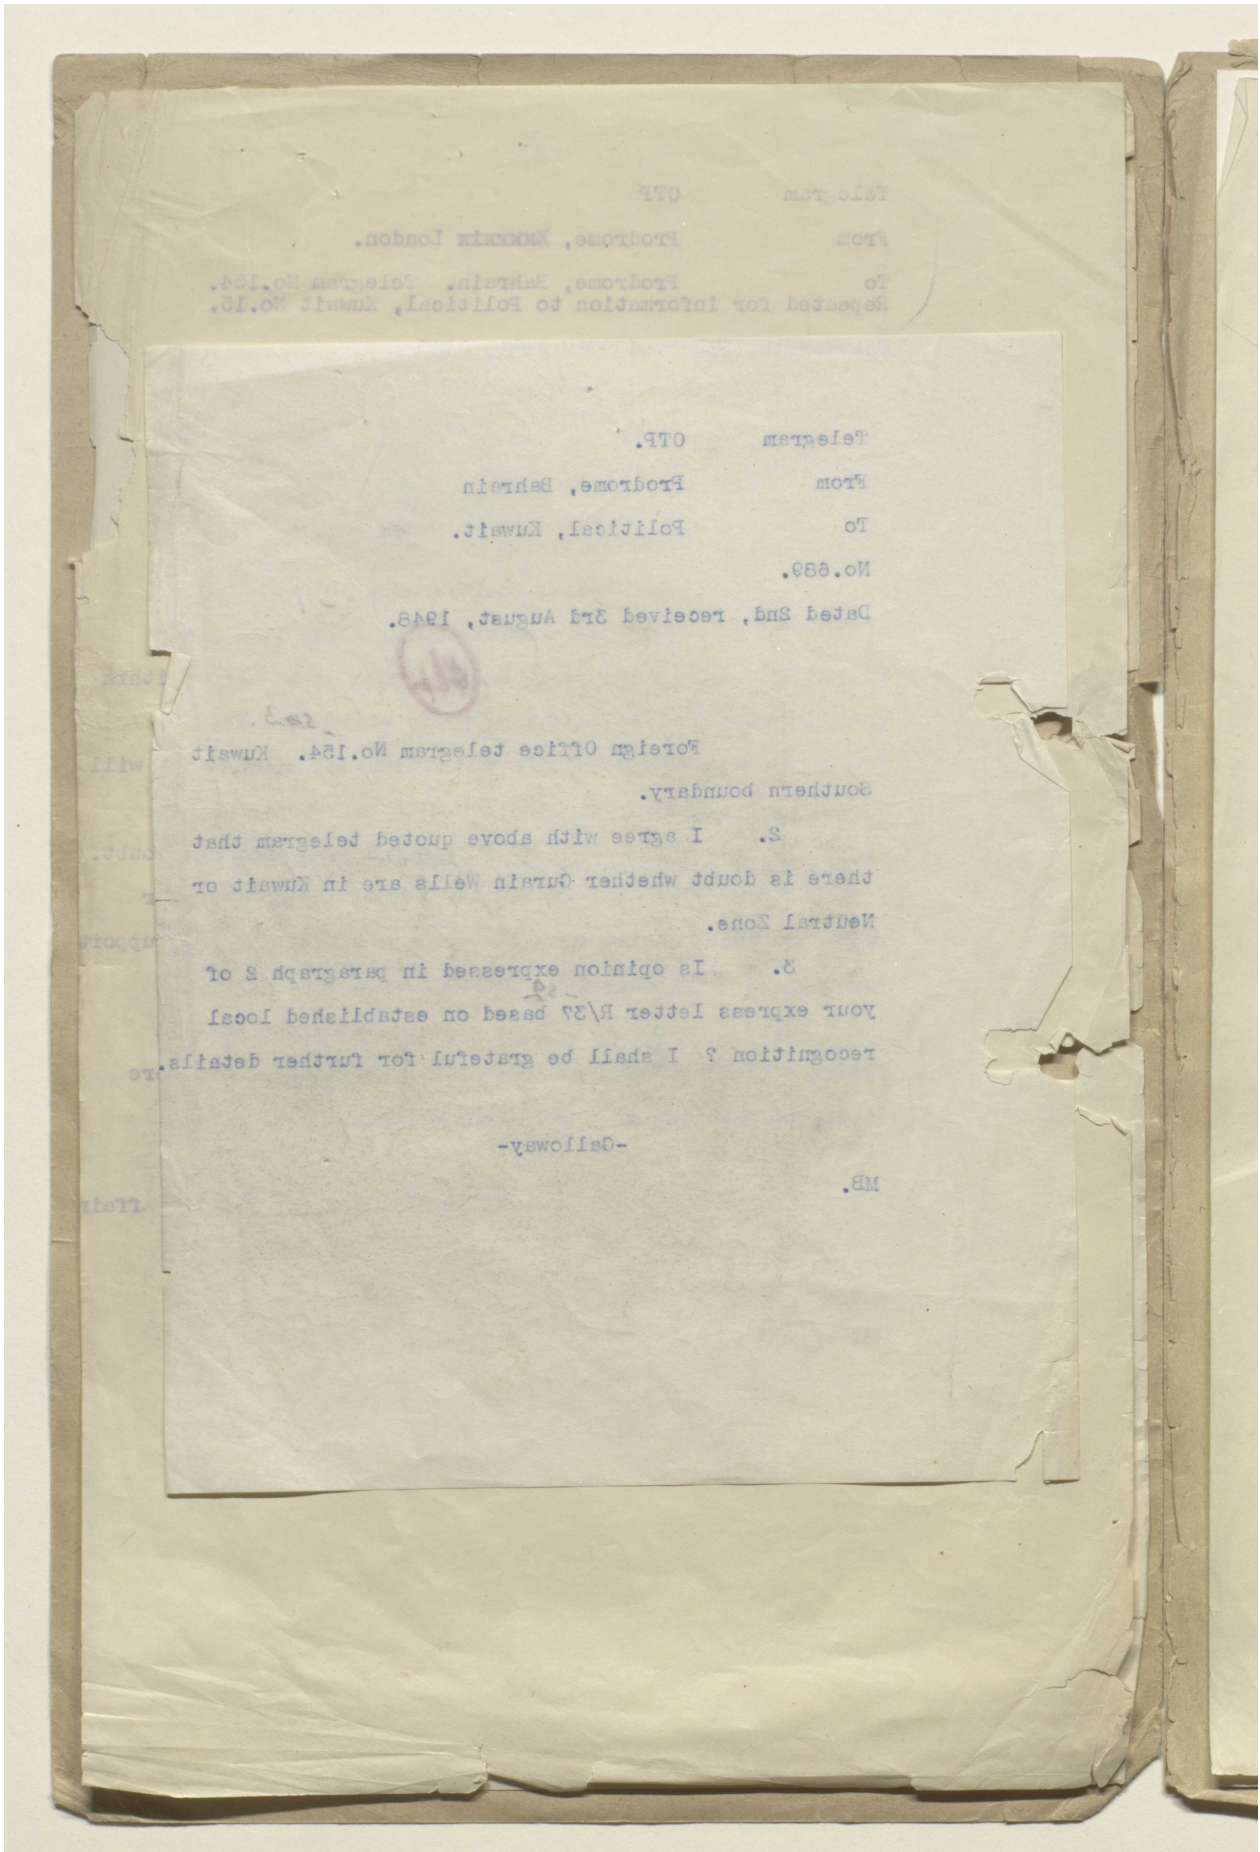 Telegram OTP
From Prodrome, London.
To Prodrome, Bahrain. Telegram No.154.
Repeated for information to Political, Kuwait No.15.
Telegram OTP.
From Prodrome, Bahrain
To Political, Kuwait.
No.689.
Dated 2nd, received 3rd August, 1948.
Foreign Office telegram No.154. Kuwait
Southern boundary.
2. I agree with above quoted telegram that
there is doubt whether Gurain Wells are in Kuwait or
Neutral Zone.
3. Is opinion expressed in paragraph 2 of
your express letter R/37 based on established local
recognition ? I shall be grateful for further details.
-Galloway-
MB.
will